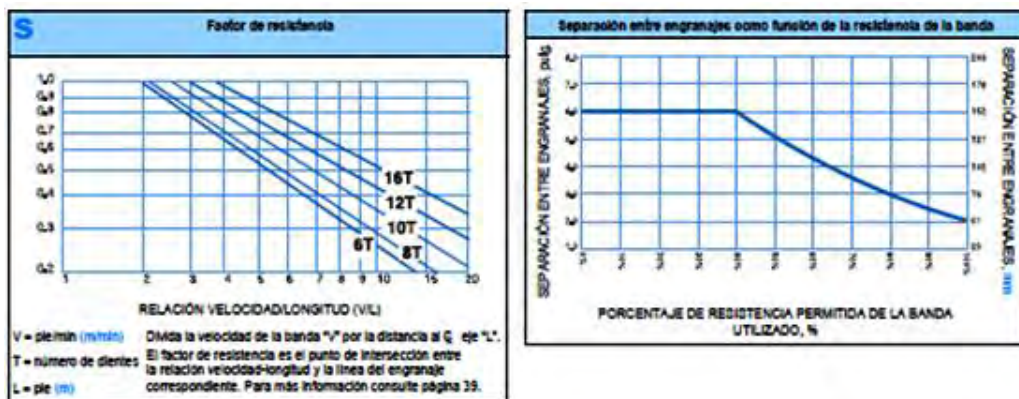 S
Factor de resistencia
1,0
0,9
0,8
0,7
0,6
0,5
0,4
0,3
0,2
16T
12T
10T
8T
6T
1 2 3 4 5 6 7 8 9 10 15 20
RELACIÓN VELOCIDAD/LONGITUD (V/L)
V = pie/min (m/min) Divida la velocidad de la banda "V" por la distancia al ℄ eje "L".
T = número de dientes El factor de resistencia es el punto de intersección entre
la relación velocidad-longitud y la línea del engranaje
L = pie (m) correspondiente. Para más información consulte página 39.
Separación entre engranajes como función de la resistencia de la banda
SEPARACIÓN ENTRE ENGRANAJES, pulg.
SEPARACIÓN ENTRE ENGRANAJES, mm
PORCENTAJE DE RESISTENCIA PERMITIDA DE LA BANDA
UTILIZADO, %